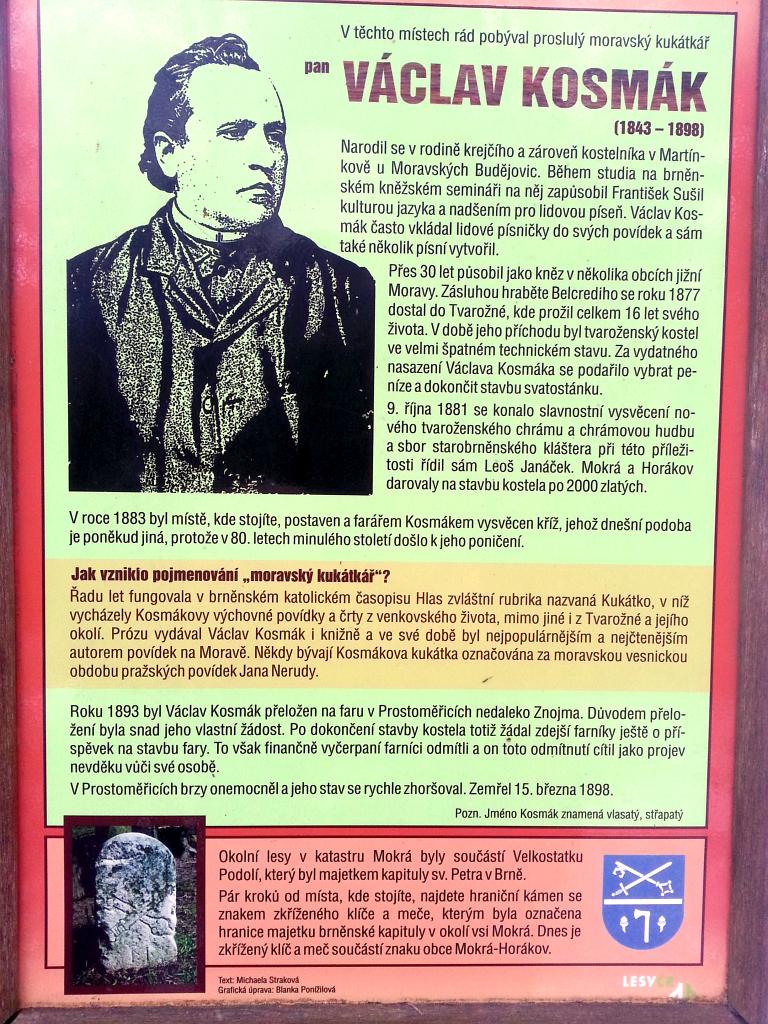 V těchto místech rád pobýval proslulý moravský kukátkář
pan VÁCLAV KOSMÁK
(1843 – 1898)
Narodil se v rodině krejčího a zároveň kostelníka v Martín-
kově u Moravských Budějovic. Během studia na brněn-
ském kněžském semináři na něj zapůsobil František Sušil
kulturou jazyka a nadšením pro lidovou píseň. Václav Kos-
mák často vkládal lidové písničky do svých povídek a sám
také několik písní vytvořil.
Přes 30 let působil jako kněz v několika obcích jižní
Moravy. Zásluhou hraběte Belcrediho se roku 1877
dostal do Tvarožné, kde prožil celkem 16 let svého
života. V době jeho příchodu byl tvaroženský kostel
ve velmi špatném technickém stavu. Za vydatného
nasazení Václava Kosmáka se podařilo vybrat pe-
níze a dokončit stavbu svatostánku.
9. října 1881 se konalo slavnostní vysvěcení no-
vého tvaroženského chrámu a chrámovou hudbu
a sbor starobrněnského kláštera při této příleži-
tosti řídil sám Leoš Janáček. Mokrá a Horákov
darovaly na stavbu kostela po 2000 zlatých.
V roce 1883 byl místě, kde stojíte, postaven a farářem Kosmákem vysvěcen kříž, jehož dnešní podoba
je poněkud jiná, protože v 80. letech minulého století došlo k jeho poničení.
Jak vzniklo pojmenování „moravský kukátkář“?
Řadu let fungovala v brněnském katolickém časopisu Hlas zvláštní rubrika nazvaná Kukátko, v níž
vycházely Kosmákovy výchovné povídky a črty z venkovského života, mimo jiné i z Tvarožné a jejího
okolí. Prózu vydával Václav Kosmák i knižně a ve své době byl nejpopulárnějším a nejčtenějším
autorem povídek na Moravě. Někdy bývají Kosmákova kukátka označována za moravskou vesnickou
obdobu pražských povídek Jana Nerudy.
Roku 1893 byl Václav Kosmák přeložen na faru v Prostoměřicích nedaleko Znojma. Důvodem přelo-
žení byla snad jeho vlastní žádost. Po dokončení stavby kostela totiž žádal zdejší farníky ještě o pří-
spěvek na stavbu fary. To však finančně vyčerpaní farníci odmítli a on toto odmítnutí cítil jako projev
nevděku vůči své osobě.
V Prostoměřicích brzy onemocněl a jeho stav se rychle zhoršoval. Zemřel 15. března 1898.
Pozn. Jméno Kosmák znamená vlasatý, střapatý
Okolní lesy v katastru Mokrá byly součástí Velkostatku
Podolí, který byl majetkem kapituly sv. Petra v Brně.
Pár kroků od místa, kde stojíte, najdete hraniční kámen se
znakem zkříženého klíče a meče, kterým byla označena
hranice majetku brněnské kapituly v okolí vsi Mokrá. Dnes je
zkřížený klíč a meč součástí znaku obce Mokrá-Horákov.
Text: Michaela Straková
Grafická úprava: Blanka Ponížilová
LESY ČR